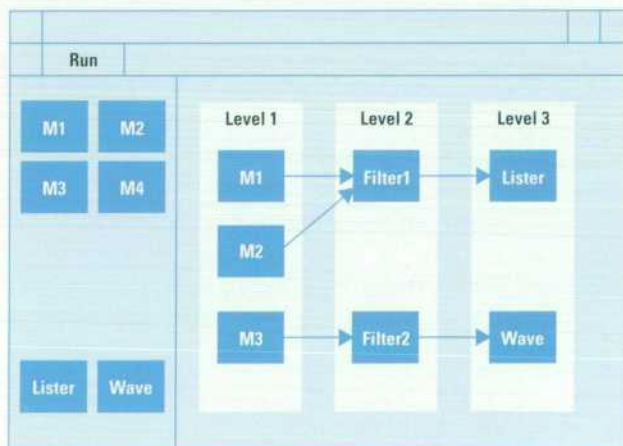 Run
M1 M2
M3 M4
Lister Wave
Level 1 Level 2 Level 3
M1 Filter1 Lister
M2
M3 Filter2 Wave